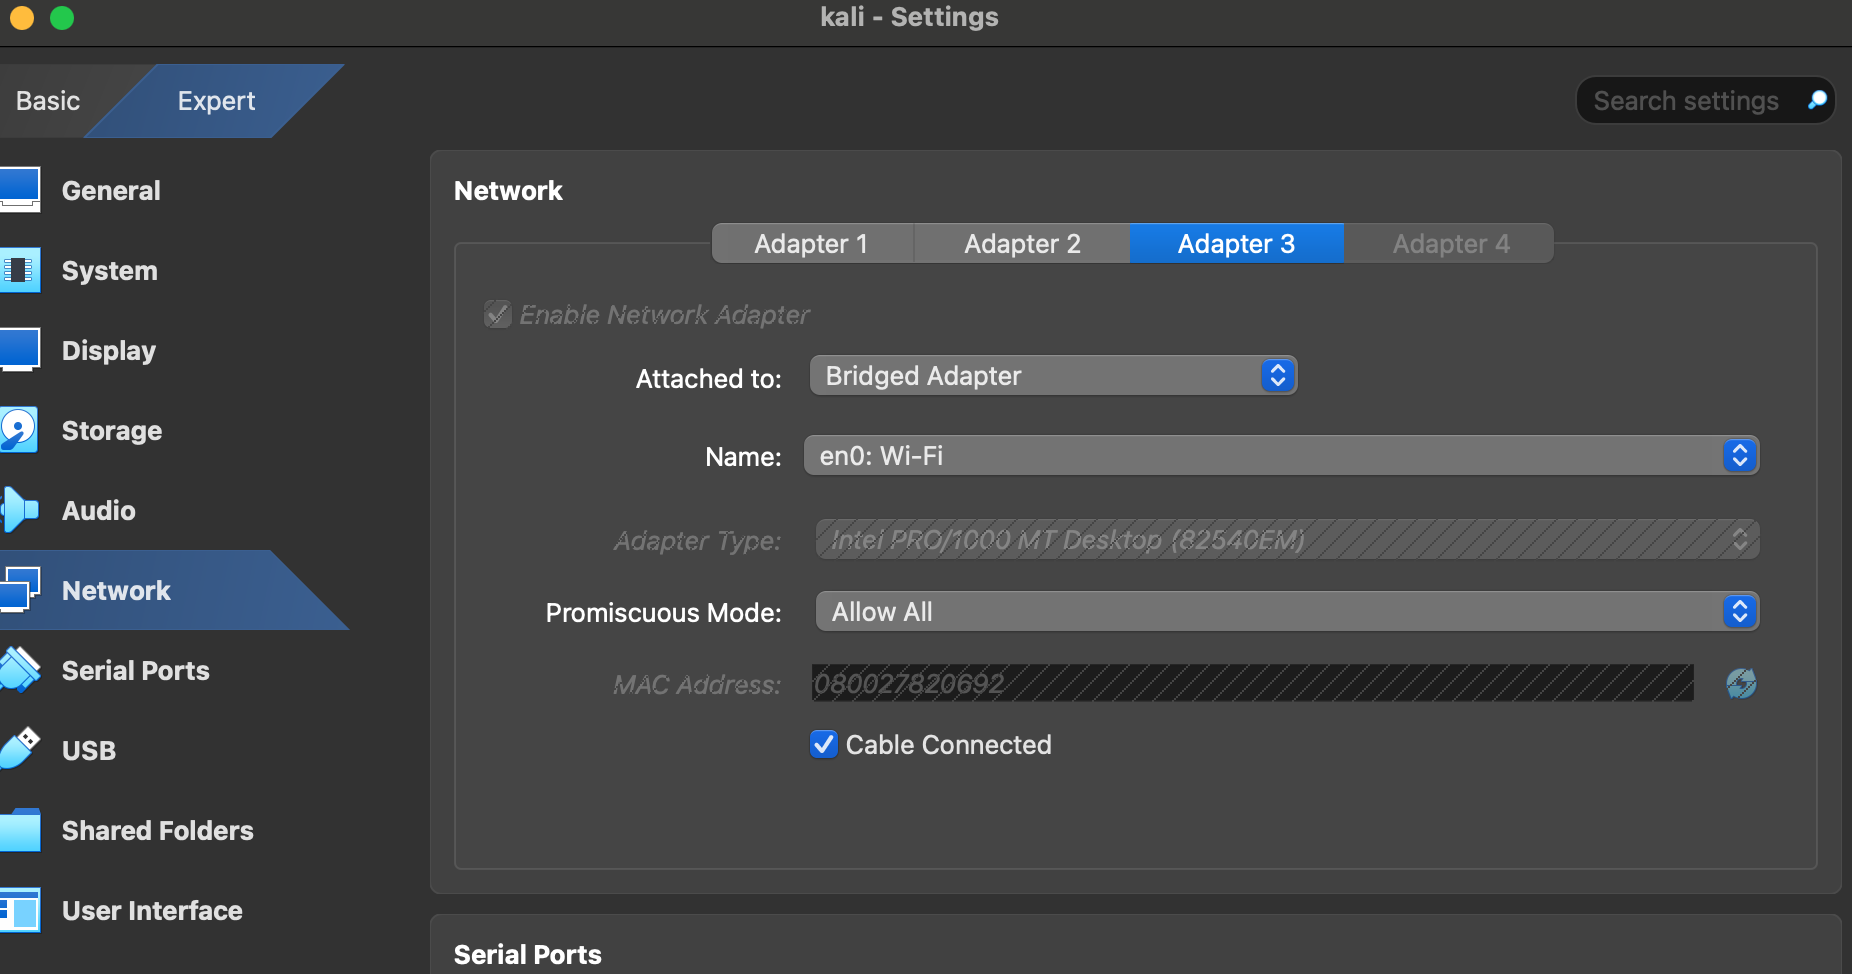 kali - Settings
Basic
Expert
Search settings
General
System
Display
Storage
Audio
Network
Serial Ports
USB
Shared Folders
User Interface
Network
Adapter 1
Adapter 2
Adapter 3
Adapter 4
Enable Network Adapter
Attached to: Bridged Adapter
Name: en0: Wi-Fi
Adapter Type: Intel PRO/1000 MT Desktop (82540EM)
Promiscuous Mode: Allow All
MAC Address: 080027820692
Cable Connected
Serial Ports